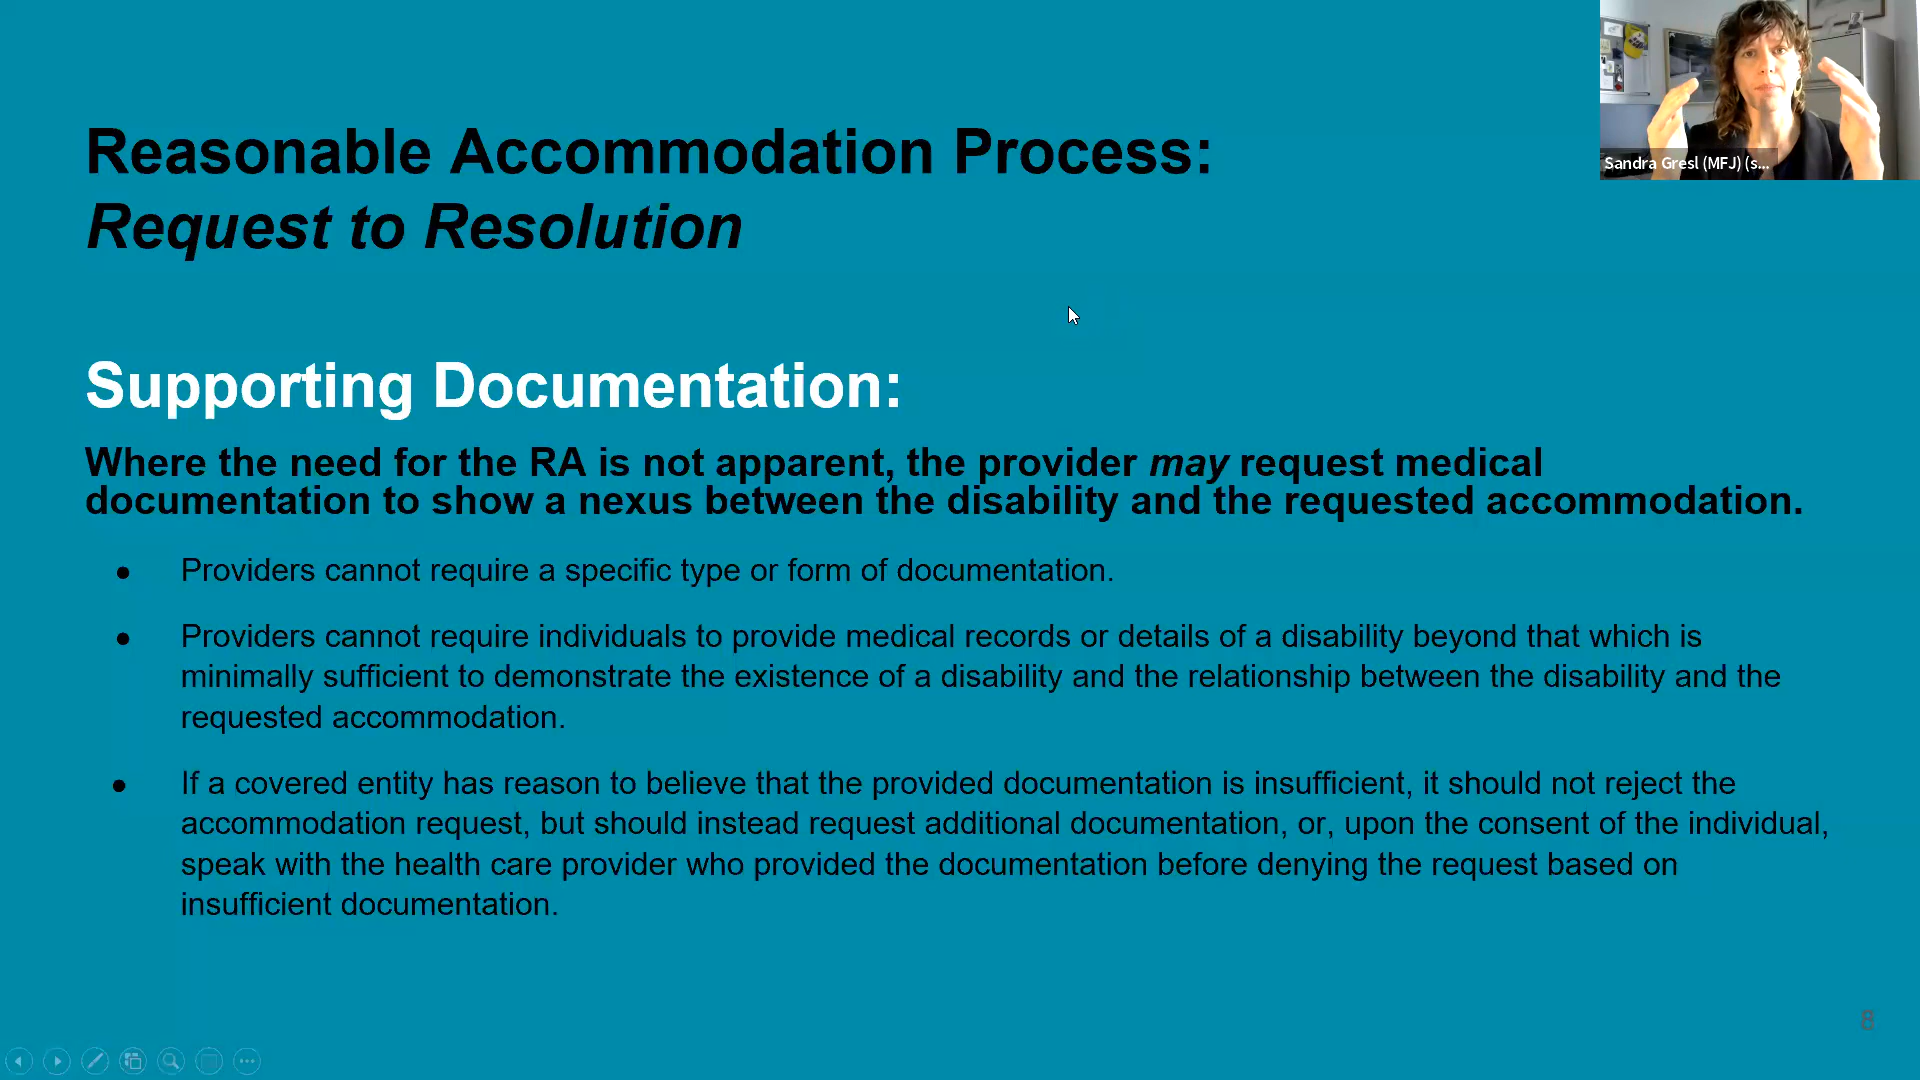 Sandra Gresl (MFJ) (s...
Reasonable Accommodation Process:
Request to Resolution
Supporting Documentation:
Where the need for the RA is not apparent, the provider may request medical
documentation to show a nexus between the disability and the requested accommodation.
● Providers cannot require a specific type or form of documentation.
● Providers cannot require individuals to provide medical records or details of a disability beyond that which is
minimally sufficient to demonstrate the existence of a disability and the relationship between the disability and the
requested accommodation.
● If a covered entity has reason to believe that the provided documentation is insufficient, it should not reject the
accommodation request, but should instead request additional documentation, or, upon the consent of the individual,
speak with the health care provider who provided the documentation before denying the request based on
insufficient documentation.
8